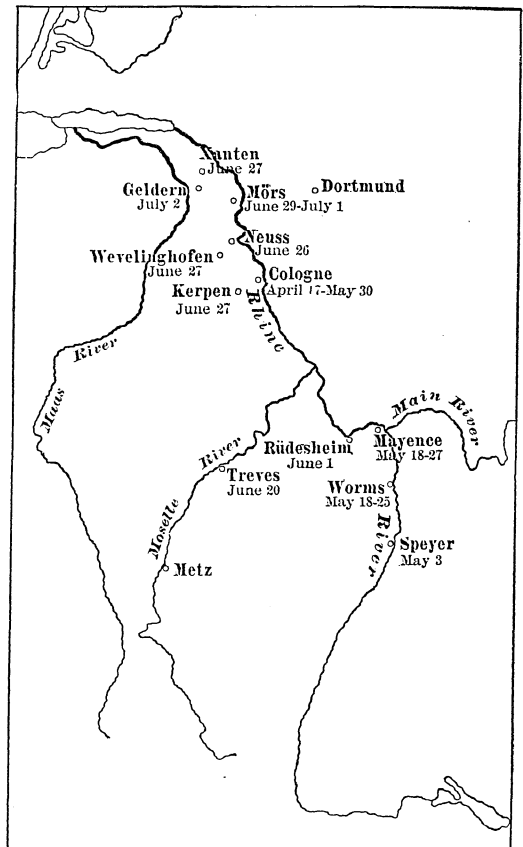 Xanten
June 27
Geldern
July 2
Mörs
June 29-July 1
Dortmund
Neuss
June 26
Wevelinghofen
June 27
Cologne
April 17-May 30
Kerpen
June 27
Rhine
River
Maas
Main River
Mayence
May 18-27
Rüdesheim
June 1
River
Moselle
Treves
June 20
Worms
May 18-25
River
Speyer
May 3
Metz